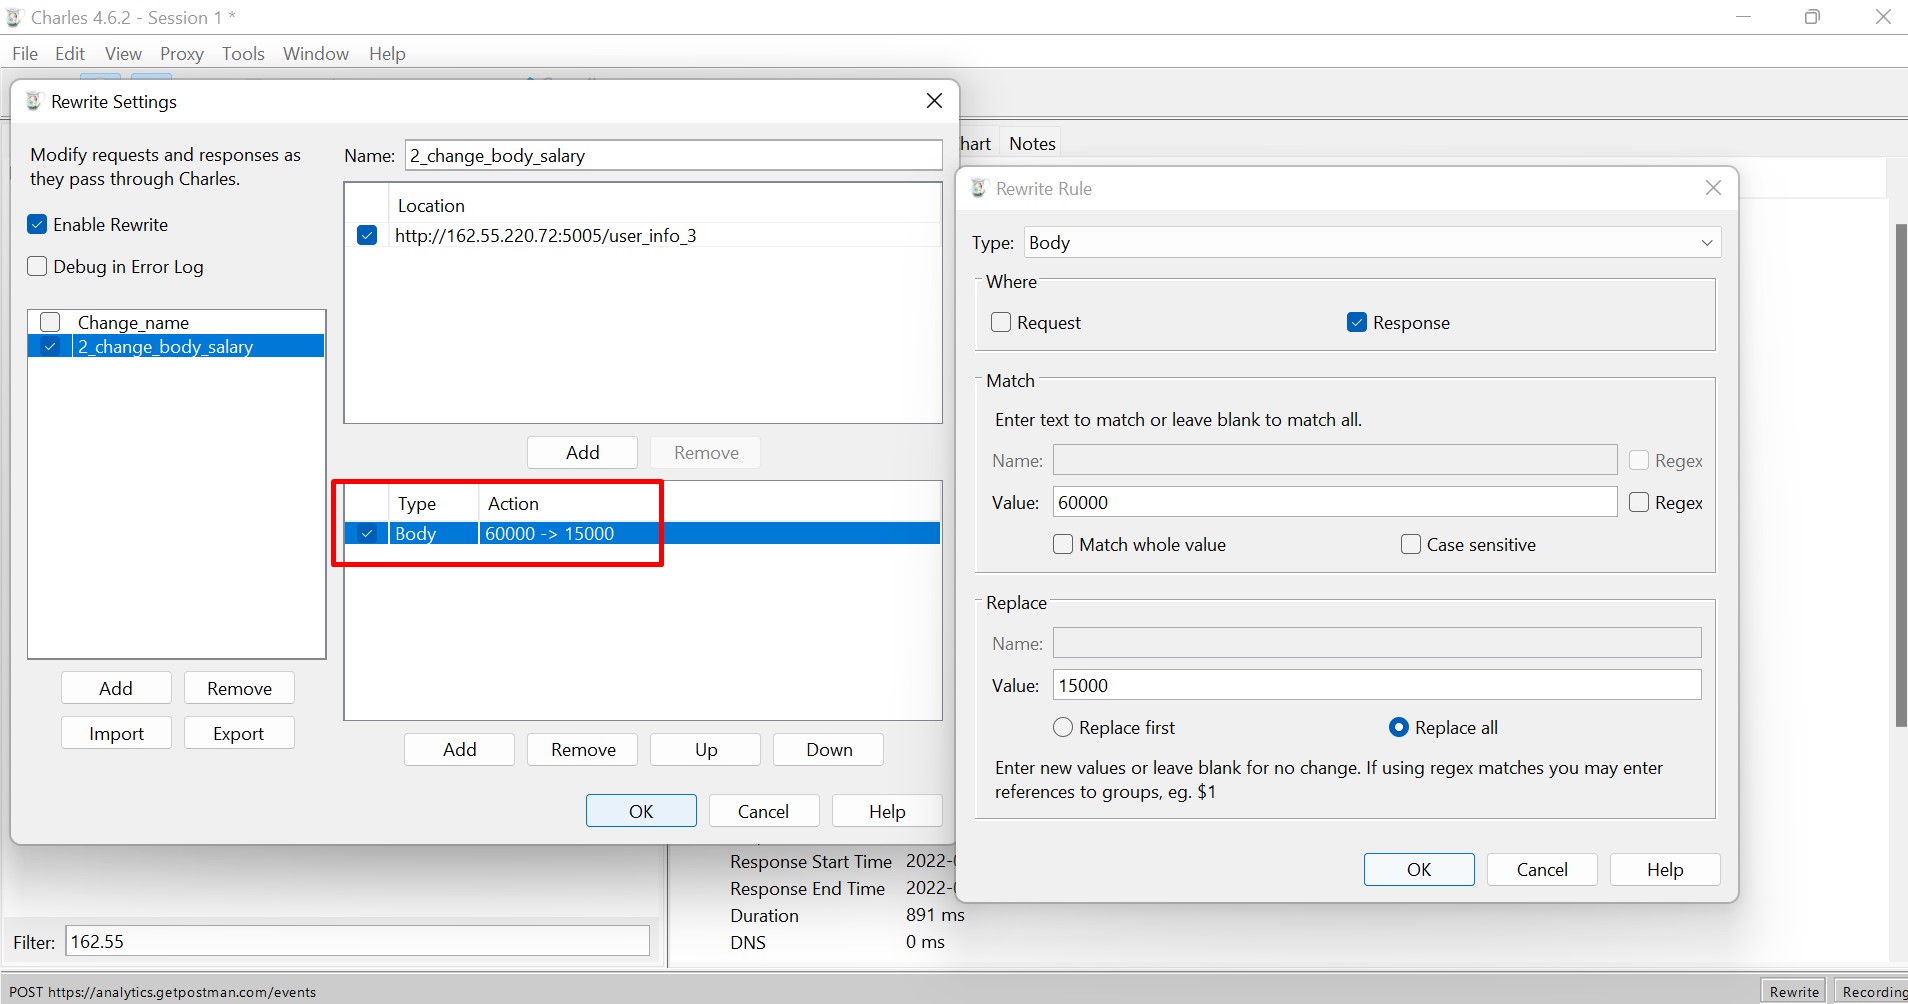 Charles 4.6.2 - Session 1 *
File Edit View Proxy Tools Window Help
Rewrite Settings
Modify requests and responses as
they pass through Charles.
Enable Rewrite
Debug in Error Log
Change_name
2_change_body_salary
Add Remove
Import Export
Name: 2_change_body_salary
Location
http://162.55.220.72:5005/user_info_3
Add Remove
Type Action
Body 60000 -> 15000
Add Remove Up Down
OK Cancel Help
hart Notes
Rewrite Rule
Type: Body
Where
Request Response
Match
Enter text to match or leave blank to match all.
Name: Regex
Value: 60000 Regex
Match whole value Case sensitive
Replace
Name:
Value: 15000
Replace first Replace all
Enter new values or leave blank for no change. If using regex matches you may enter
references to groups, eg. $1
OK Cancel Help
Response Start Time 2022-
Response End Time 2022-
Duration 891 ms
DNS 0 ms
Filter: 162.55
POST https://analytics.getpostman.com/events
Rewrite Recording